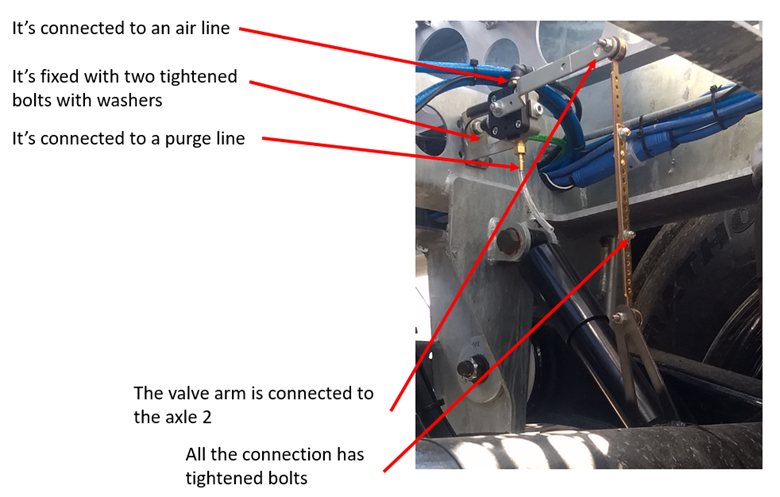 It's connected to an air line
It's fixed with two tightened
bolts with washers
It's connected to a purge line
The valve arm is connected to
the axle 2
All the connection has
tightened bolts